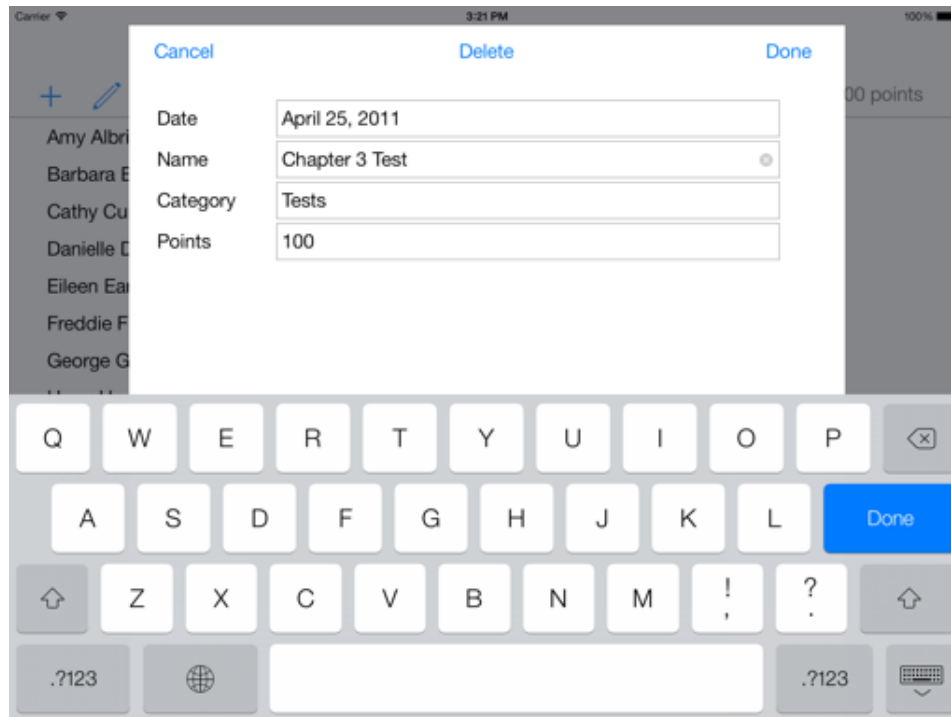 Carrier 3:21 PM 100%
Cancel Delete Done
00 points
Date April 25, 2011
Amy Albri
Name Chapter 3 Test
Barbara E
Category Tests
Cathy Cu
Points 100
Danielle D
Eileen Ear
Freddie F
George G
Q W E R T Y U I O P
A S D F G H J K L Done
Z X C V B N M ! , ? .
.?123 .?123